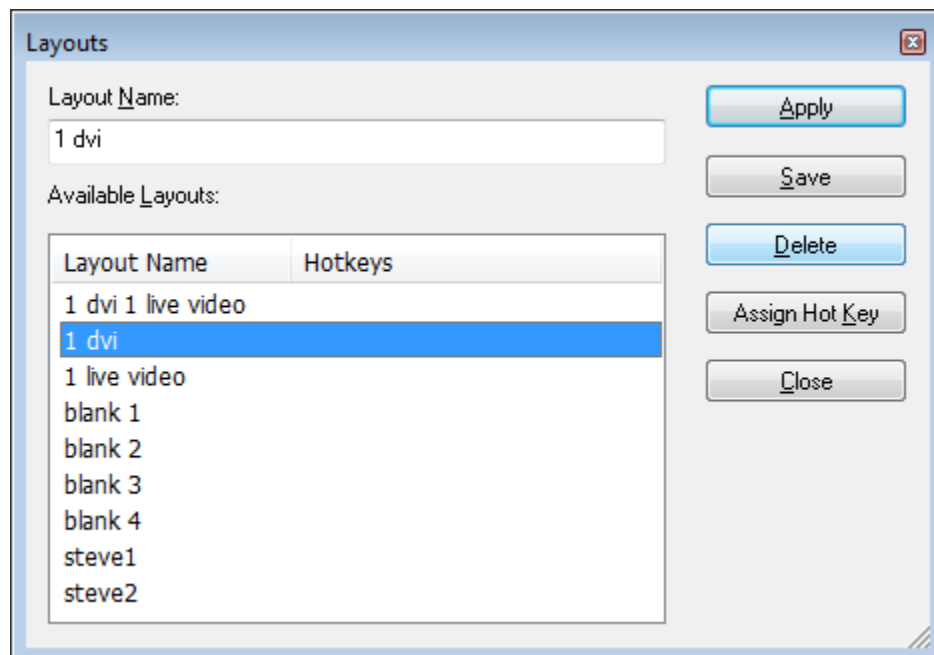 Layouts
Layout Name:
1 dvi
Available Layouts:
Layout Name Hotkeys
1 dvi 1 live video
1 dvi
1 live video
blank 1
blank 2
blank 3
blank 4
steve1
steve2
Apply
Save
Delete
Assign Hot Key
Close